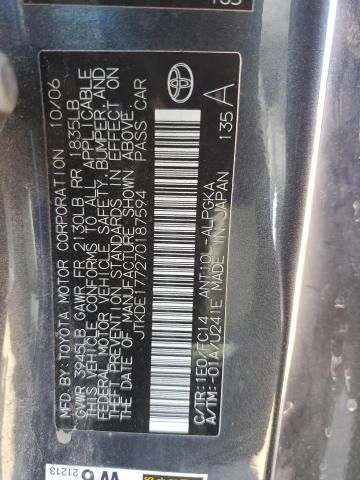 MFD. BY: TOYOTA MOTOR CORPORATION 10/06
GVWR 3945LB GAWR FR 2130LB RR 1835LB
THIS VEHICLE CONFORMS TO ALL APPLICABLE
FEDERAL MOTOR VEHICLE SAFETY, BUMPER, AND
THEFT PREVENTION STANDARDS IN EFFECT ON
THE DATE OF MANUFACTURE SHOWN ABOVE.
JTKDE177270187594 PASS.CAR
C/TR: 1E0/FC14 ANT10L-ALPGKA
A/TM: -01A/U241E MADE IN JAPAN
135 A
21213